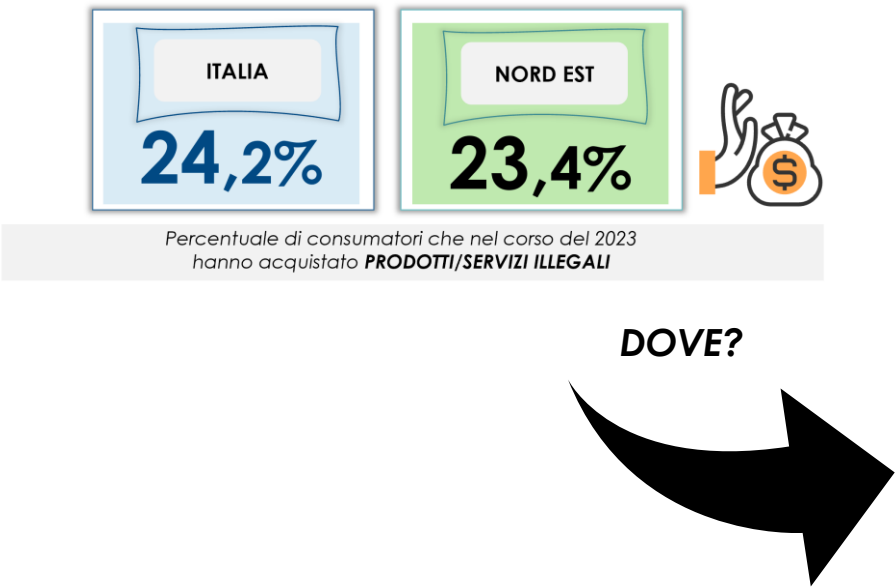 ITALIA
NORD EST
24,2%
23,4%
$
Percentuale di consumatori che nel corso del 2023
hanno acquistato PRODOTTI/SERVIZI ILLEGALI
DOVE?